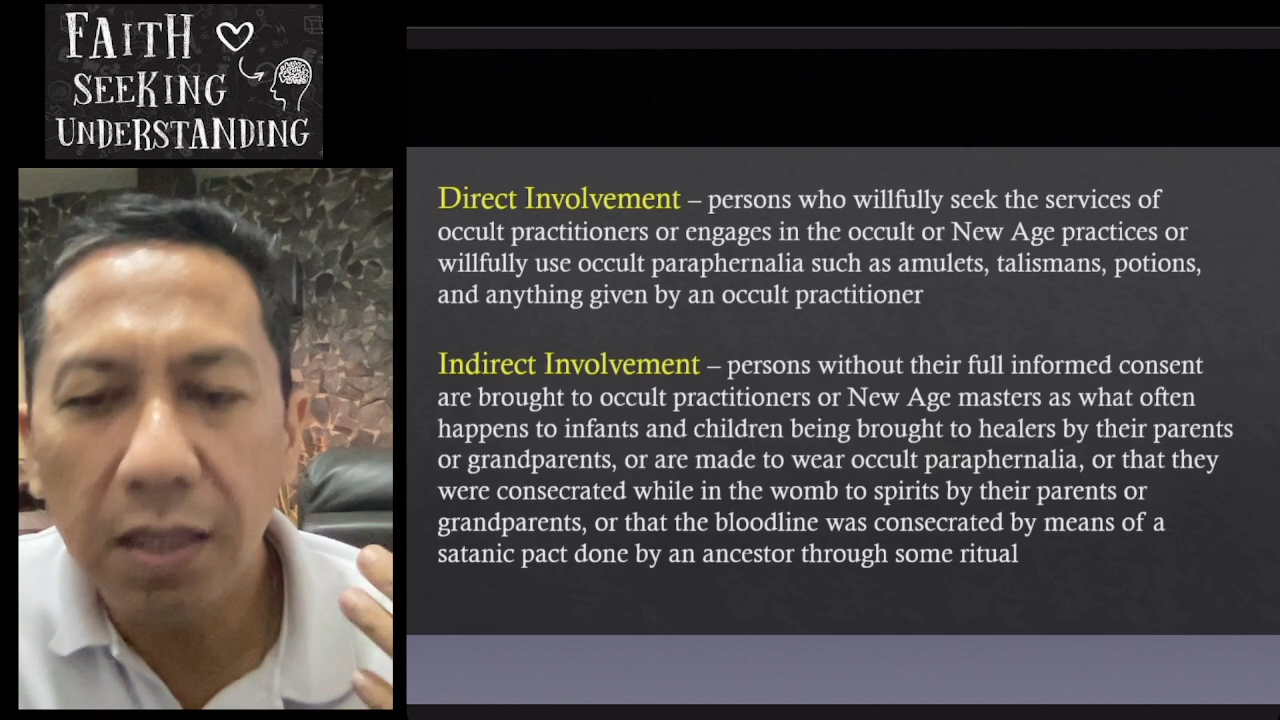 FAITH
SEEKING
UNDERSTANDING
Direct Involvement – persons who willfully seek the services of
occult practitioners or engages in the occult or New Age practices or
willfully use occult paraphernalia such as amulets, talismans, potions,
and anything given by an occult practitioner
Indirect Involvement – persons without their full informed consent
are brought to occult practitioners or New Age masters as what often
happens to infants and children being brought to healers by their parents
or grandparents, or are made to wear occult paraphernalia, or that they
were consecrated while in the womb to spirits by their parents or
grandparents, or that the bloodline was consecrated by means of a
satanic pact done by an ancestor through some ritual